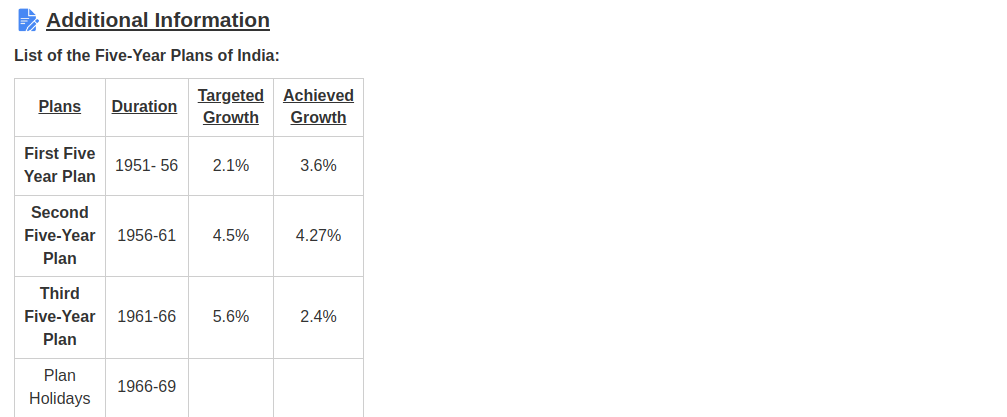 Additional Information
List of the Five-Year Plans of India:
Plans Duration Targeted Growth Achieved Growth
First Five Year Plan 1951- 56 2.1% 3.6%
Second Five-Year Plan 1956-61 4.5% 4.27%
Third Five-Year Plan 1961-66 5.6% 2.4%
Plan Holidays 1966-69